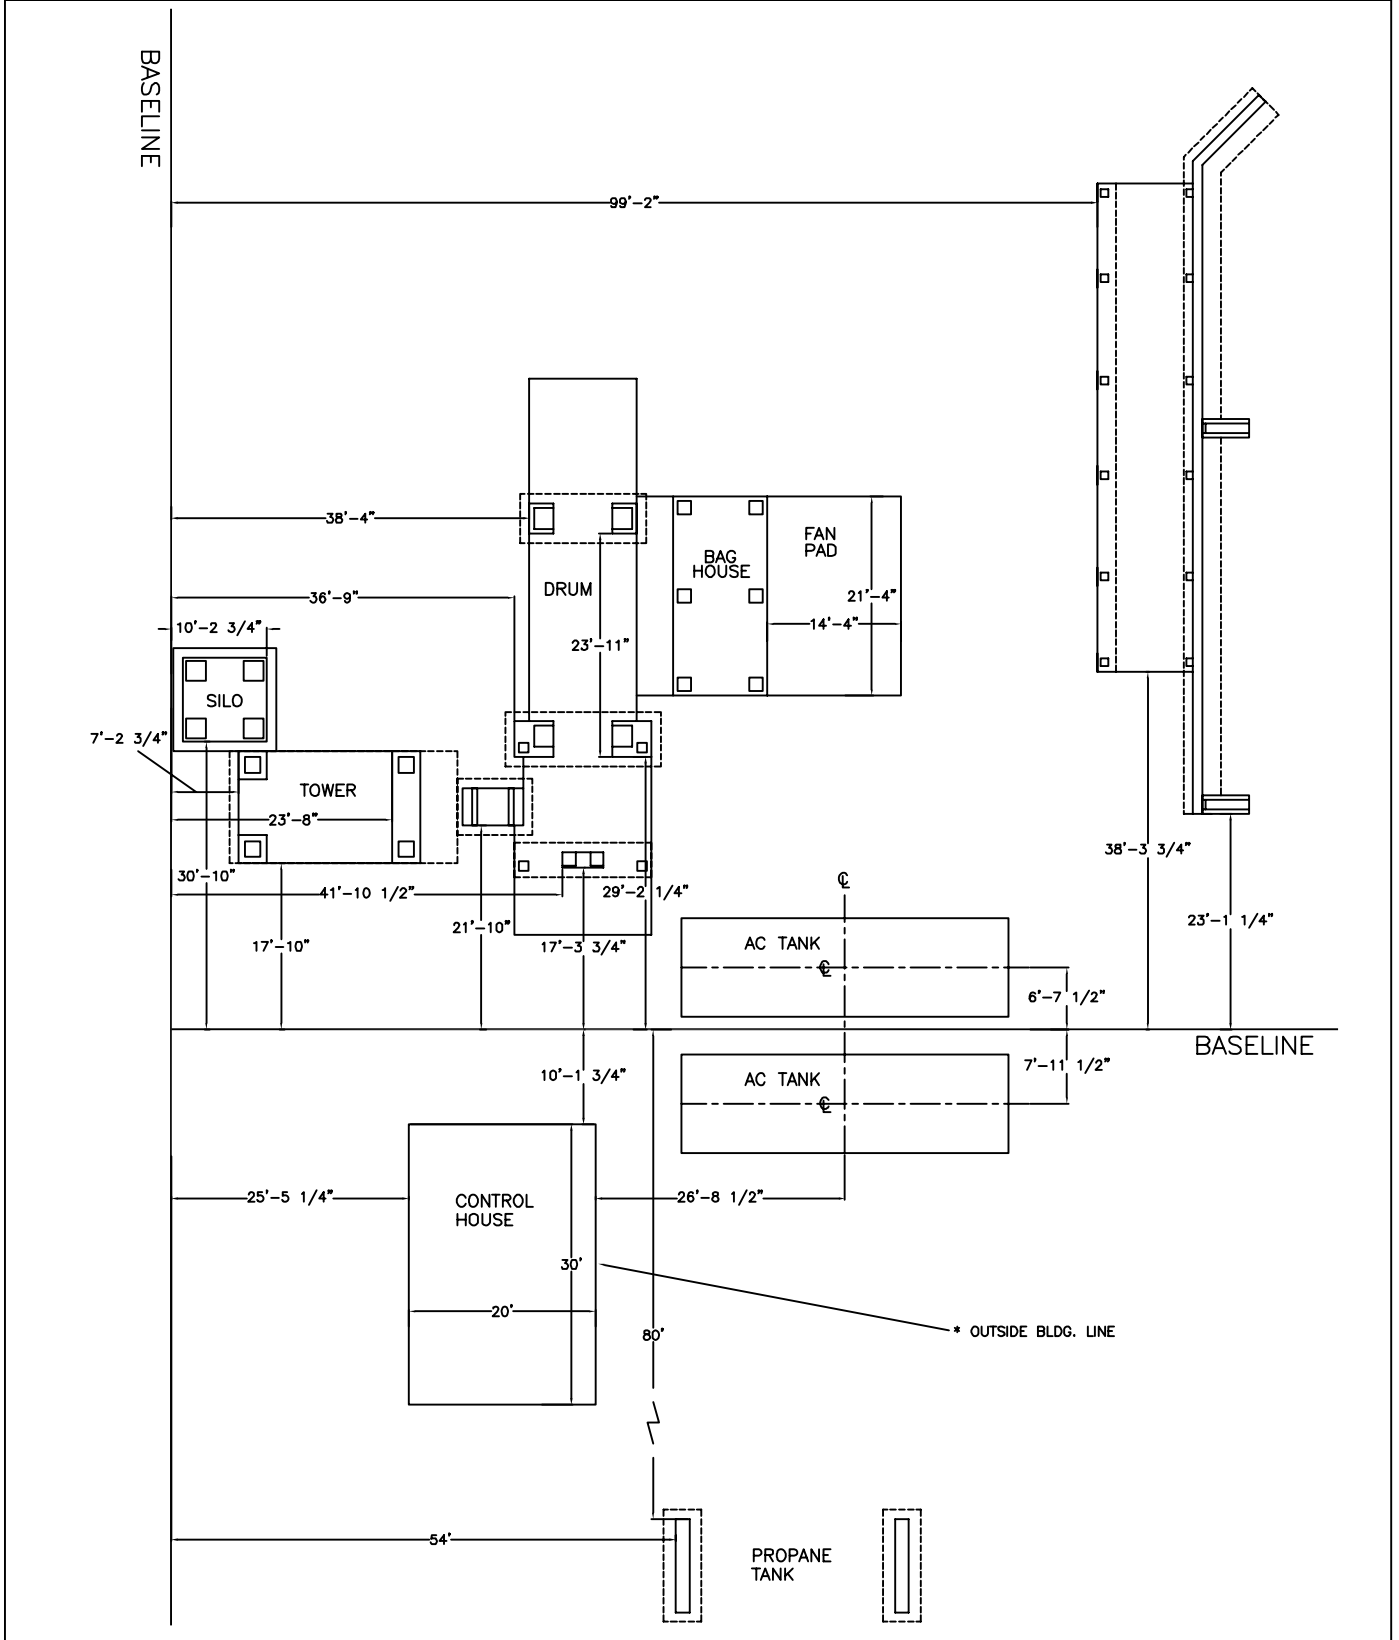 BASELINE
99'-2"
38'-4"
FAN
PAD
BAG
HOUSE
DRUM
36'-9"
21'-4"
14'-4"
10'-2 3/4"
23'-11"
SILO
7'-2 3/4"
TOWER
23'-8"
38'-3 3/4"
30'-10"
41'-10 1/2"
29'-2 1/4"
℄
21'-10"
23'-1 1/4"
17'-10"
17'-3 3/4"
AC TANK
℄
6'-7 1/2"
BASELINE
10'-1 3/4"
7'-11 1/2"
AC TANK
℄
25'-5 1/4"
26'-8 1/2"
CONTROL
HOUSE
30'
20'
80'
* OUTSIDE BLDG. LINE
54'
PROPANE
TANK